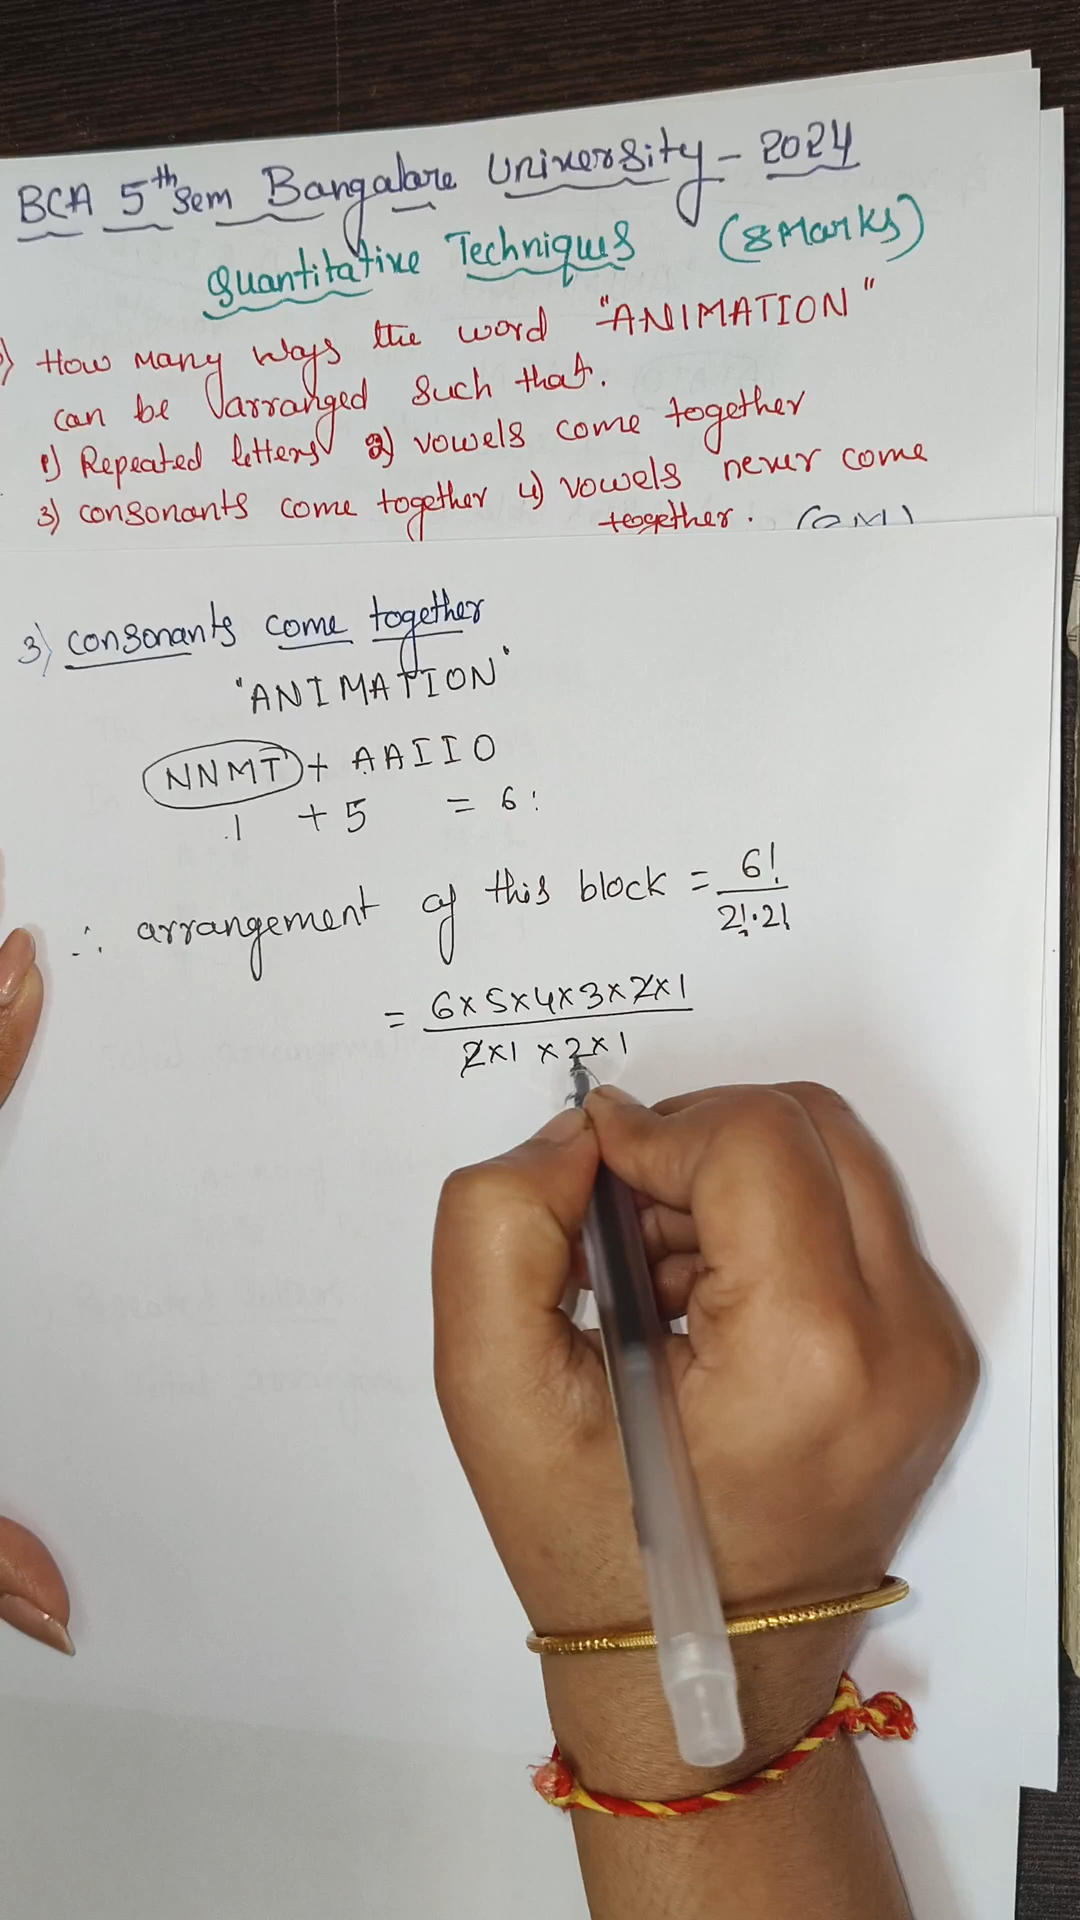 BCA 5th Sem Bangalore University - 2024
Quantitative Techniques (8 Marks)
) How many ways the word "ANIMATION"
can be arranged such that.
1) Repeated letters 2) vowels come together
3) consonants come together 4) vowels never come
together.
3) consonants come together
"ANIMATION"
NNMT + AAIIO
1 + 5 = 6!
∴ arrangement of this block = 6!
2!·2!
= 6×5×4×3×2×1
2×1 ×2×1